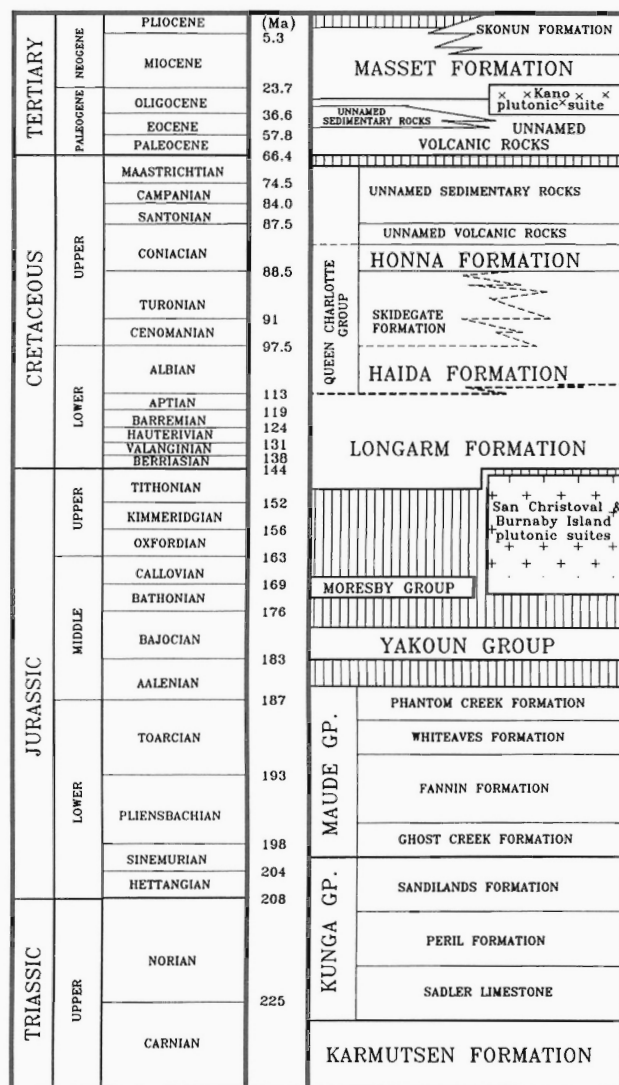 TERTIARY
NEOGENE
PALEOGENE
PLIOCENE
MIOCENE
OLIGOCENE
EOCENE
PALEOCENE
CRETACEOUS
UPPER
LOWER
MAASTRICHTIAN
CAMPANIAN
SANTONIAN
CONIACIAN
TURONIAN
CENOMANIAN
ALBIAN
APTIAN
BARREMIAN
HAUTERIVIAN
VALANGINIAN
BERRIASIAN
JURASSIC
UPPER
MIDDLE
LOWER
TITHONIAN
KIMMERIDGIAN
OXFORDIAN
CALLOVIAN
BATHONIAN
BAJOCIAN
AALENIAN
TOARCIAN
PLIENSBACHIAN
SINEMURIAN
HETTANGIAN
TRIASSIC
UPPER
NORIAN
CARNIAN
(Ma)
5.3
23.7
36.6
57.8
66.4
74.5
84.0
87.5
88.5
91
97.5
113
119
124
131
138
144
152
156
163
169
176
183
187
193
198
204
208
225
SKONUN FORMATION
MASSET FORMATION
Kano
plutonic suite
UNNAMED
SEDIMENTARY ROCKS
UNNAMED
VOLCANIC ROCKS
UNNAMED SEDIMENTARY ROCKS
UNNAMED VOLCANIC ROCKS
QUEEN CHARLOTTE
GROUP
HONNA FORMATION
SKIDEGATE
FORMATION
HAIDA FORMATION
LONGARM FORMATION
San Christoval &
Burnaby Island
plutonic suites
MORESBY GROUP
YAKOUN GROUP
MAUDE GP.
PHANTOM CREEK FORMATION
WHITEAVES FORMATION
FANNIN FORMATION
GHOST CREEK FORMATION
KUNGA GP.
SANDILANDS FORMATION
PERIL FORMATION
SADLER LIMESTONE
KARMUTSEN FORMATION